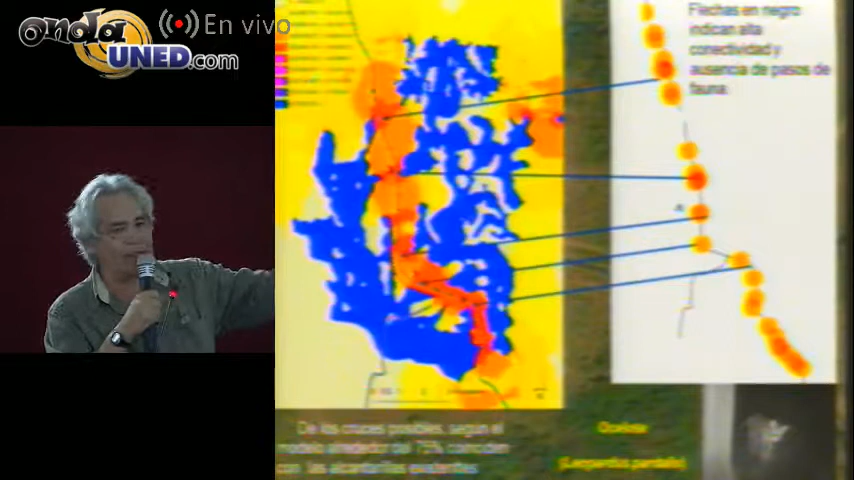 onda
UNED.com
En vivo
Flechas en negro
indican alta
conectividad y
ausencia de pasos de
fauna.
De los cruces posibles, según el
modelo alrededor del 75% coinciden
con las alcantarillas existentes
Ocelote
(Leopardus pardalis)